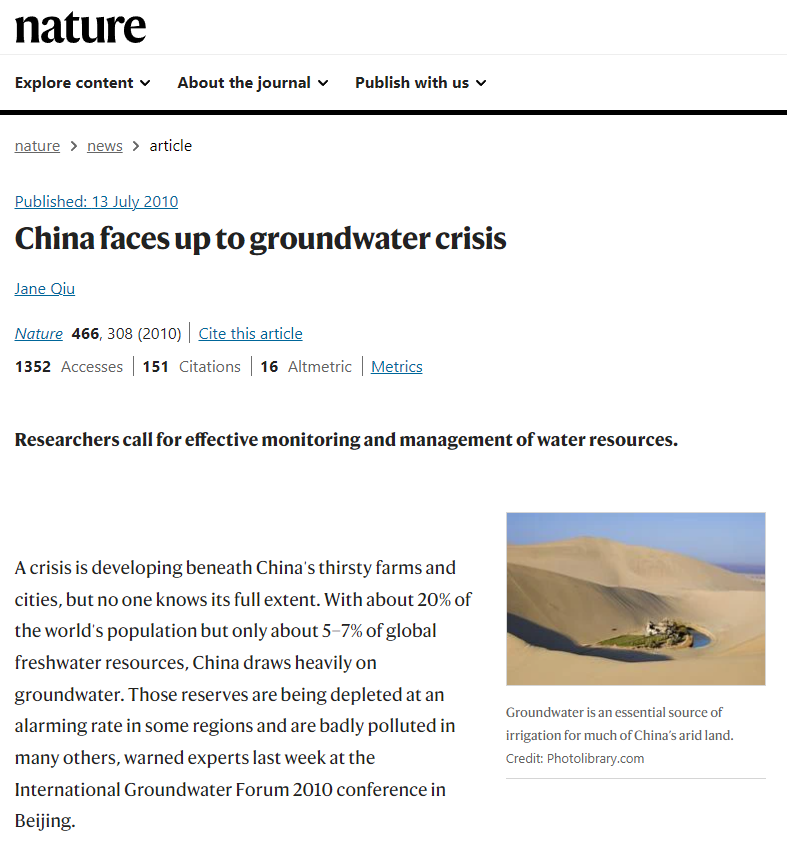 nature
Explore content About the journal Publish with us
nature > news > article
Published: 13 July 2010
China faces up to groundwater crisis
Jane Qiu
Nature 466, 308 (2010) | Cite this article
1352 Accesses | 151 Citations | 16 Altmetric | Metrics
Researchers call for effective monitoring and management of water resources.
A crisis is developing beneath China's thirsty farms and
cities, but no one knows its full extent. With about 20% of
the world's population but only about 5–7% of global
freshwater resources, China draws heavily on
groundwater. Those reserves are being depleted at an
alarming rate in some regions and are badly polluted in
many others, warned experts last week at the
International Groundwater Forum 2010 conference in
Beijing.
Groundwater is an essential source of
irrigation for much of China's arid land.
Credit: Photolibrary.com